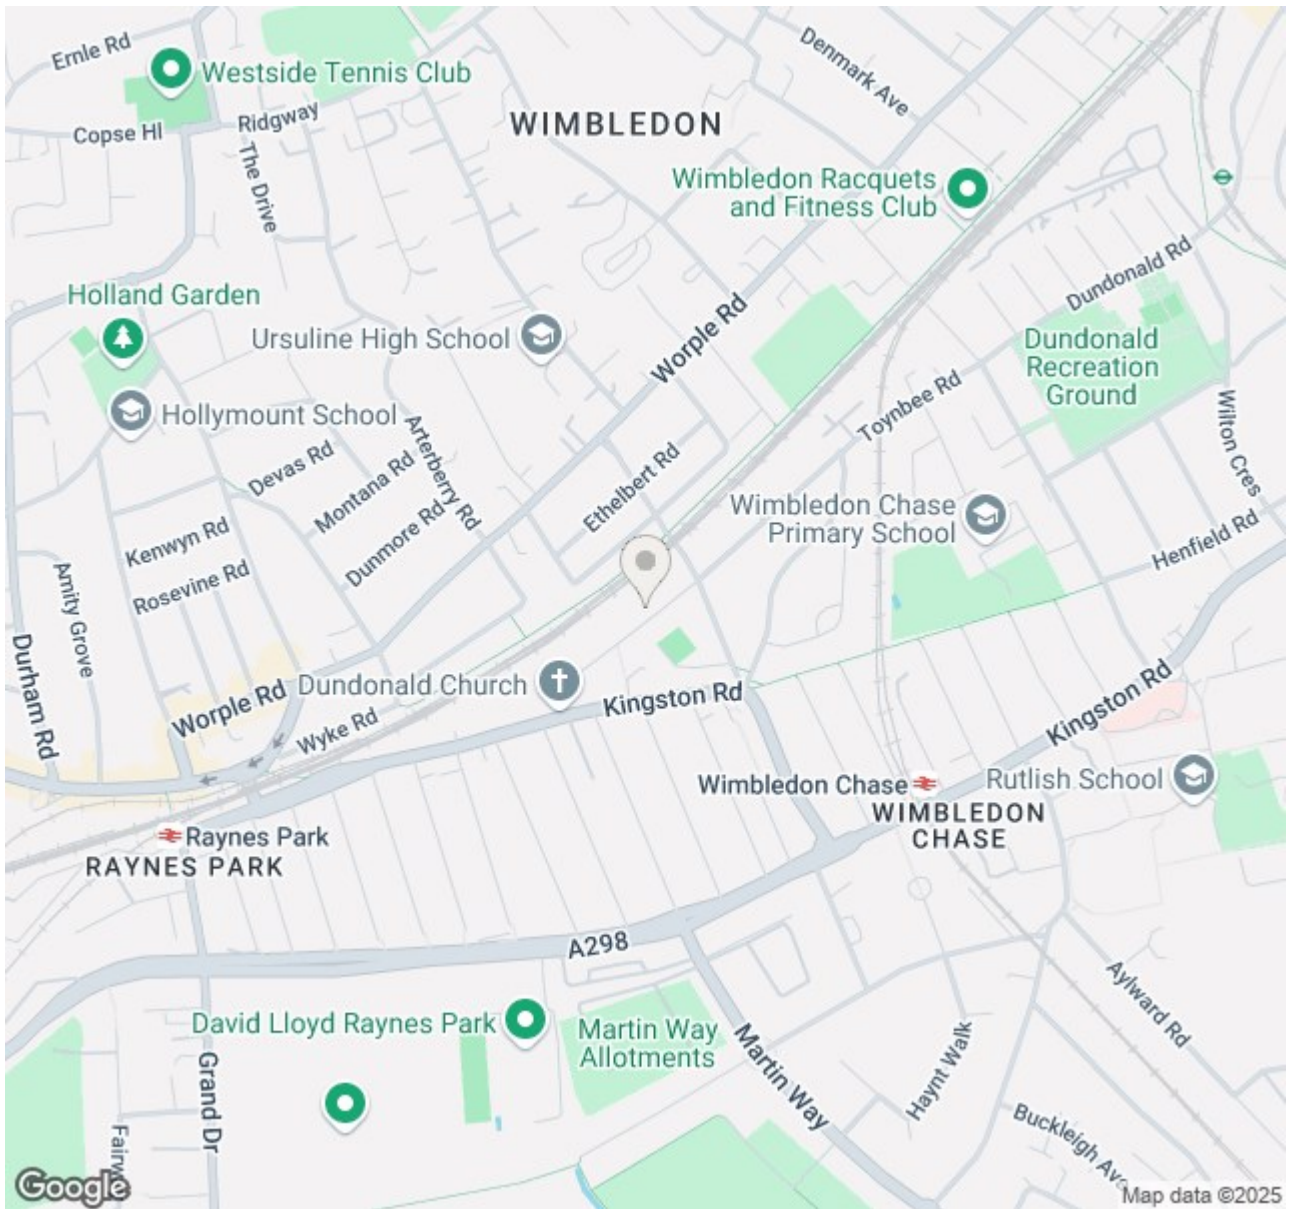 Ernle Rd
Westside Tennis Club
Denmark Ave
Copse Hl
Ridgway
WIMBLEDON
The Drive
Wimbledon Racquets
and Fitness Club
Dundonald Rd
Holland Garden
Ursuline High School
Worple Rd
Dundonald
Recreation
Ground
Toynbee Rd
Hollymount School
Arterberry Rd
Wilton Cres
Devas Rd
Montana Rd
Ethelbert Rd
Dunmore Rd
Wimbledon Chase
Primary School
Kenwyn Rd
Henfield Rd
Rosevine Rd
Amity Grove
Durham Rd
Dundonald Church
Kingston Rd
Worple Rd
Wyke Rd
Kingston Rd
Wimbledon Chase
Rutlish School
WIMBLEDON
CHASE
Raynes Park
RAYNES PARK
A298
Aylward Rd
David Lloyd Raynes Park
Martin Way
Allotments
Martin Way
Haynt Walk
Grand Dr
Buckleigh Ave
Fairw
Google
Map data ©2025